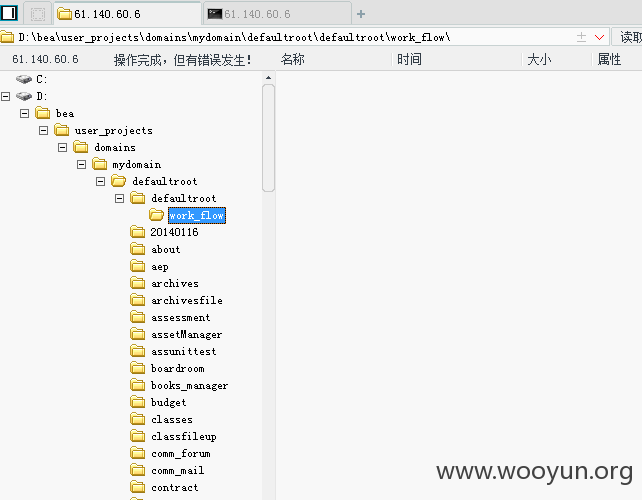 61.140.60.6 61.140.60.6
D:\bea\user_projects\domains\mydomain\defaultroot\defaultroot\work_flow\ 读取
61.140.60.6 操作完成，但有错误发生！ 名称 时间 大小 属性
C:
D:
bea
user_projects
domains
mydomain
defaultroot
defaultroot
work_flow
20140116
about
aep
archives
archivesfile
assessment
assetManager
assunittest
boardroom
books_manager
budget
classes
classfileup
comm_forum
comm_mail
contract
www.wooyun.org